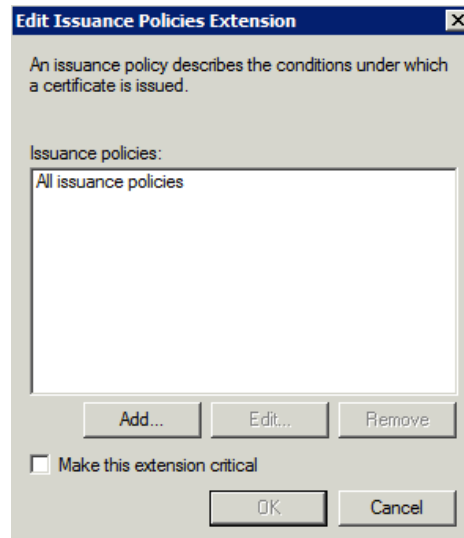 Edit Issuance Policies Extension
An issuance policy describes the conditions under which
a certificate is issued.
Issuance policies:
All issuance policies
Add... Edit... Remove
Make this extension critical
OK Cancel